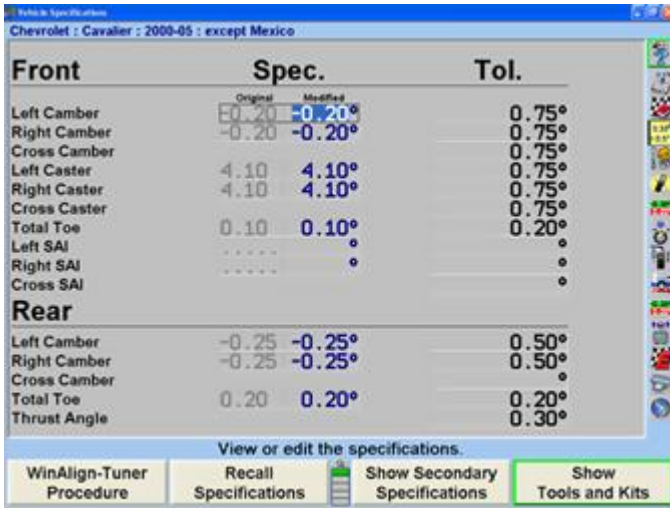 Vehicle Specifications
Chevrolet : Cavalier : 2000-05 : except Mexico
Front Spec. Tol.
Original Modified
Left Camber -0.20 -0.20° 0.75°
Right Camber -0.20 -0.20° 0.75°
Cross Camber 0.75°
Left Caster 4.10 4.10° 0.75°
Right Caster 4.10 4.10° 0.75°
Cross Caster 0.75°
Total Toe 0.10 0.10° 0.20°
Left SAI ..... ° °
Right SAI ..... ° °
Cross SAI °
Rear
Left Camber -0.25 -0.25° 0.50°
Right Camber -0.25 -0.25° 0.50°
Cross Camber °
Total Toe 0.20 0.20° 0.20°
Thrust Angle 0.30°
View or edit the specifications.
WinAlign-Tuner Procedure
Recall Specifications
Show Secondary Specifications
Show Tools and Kits